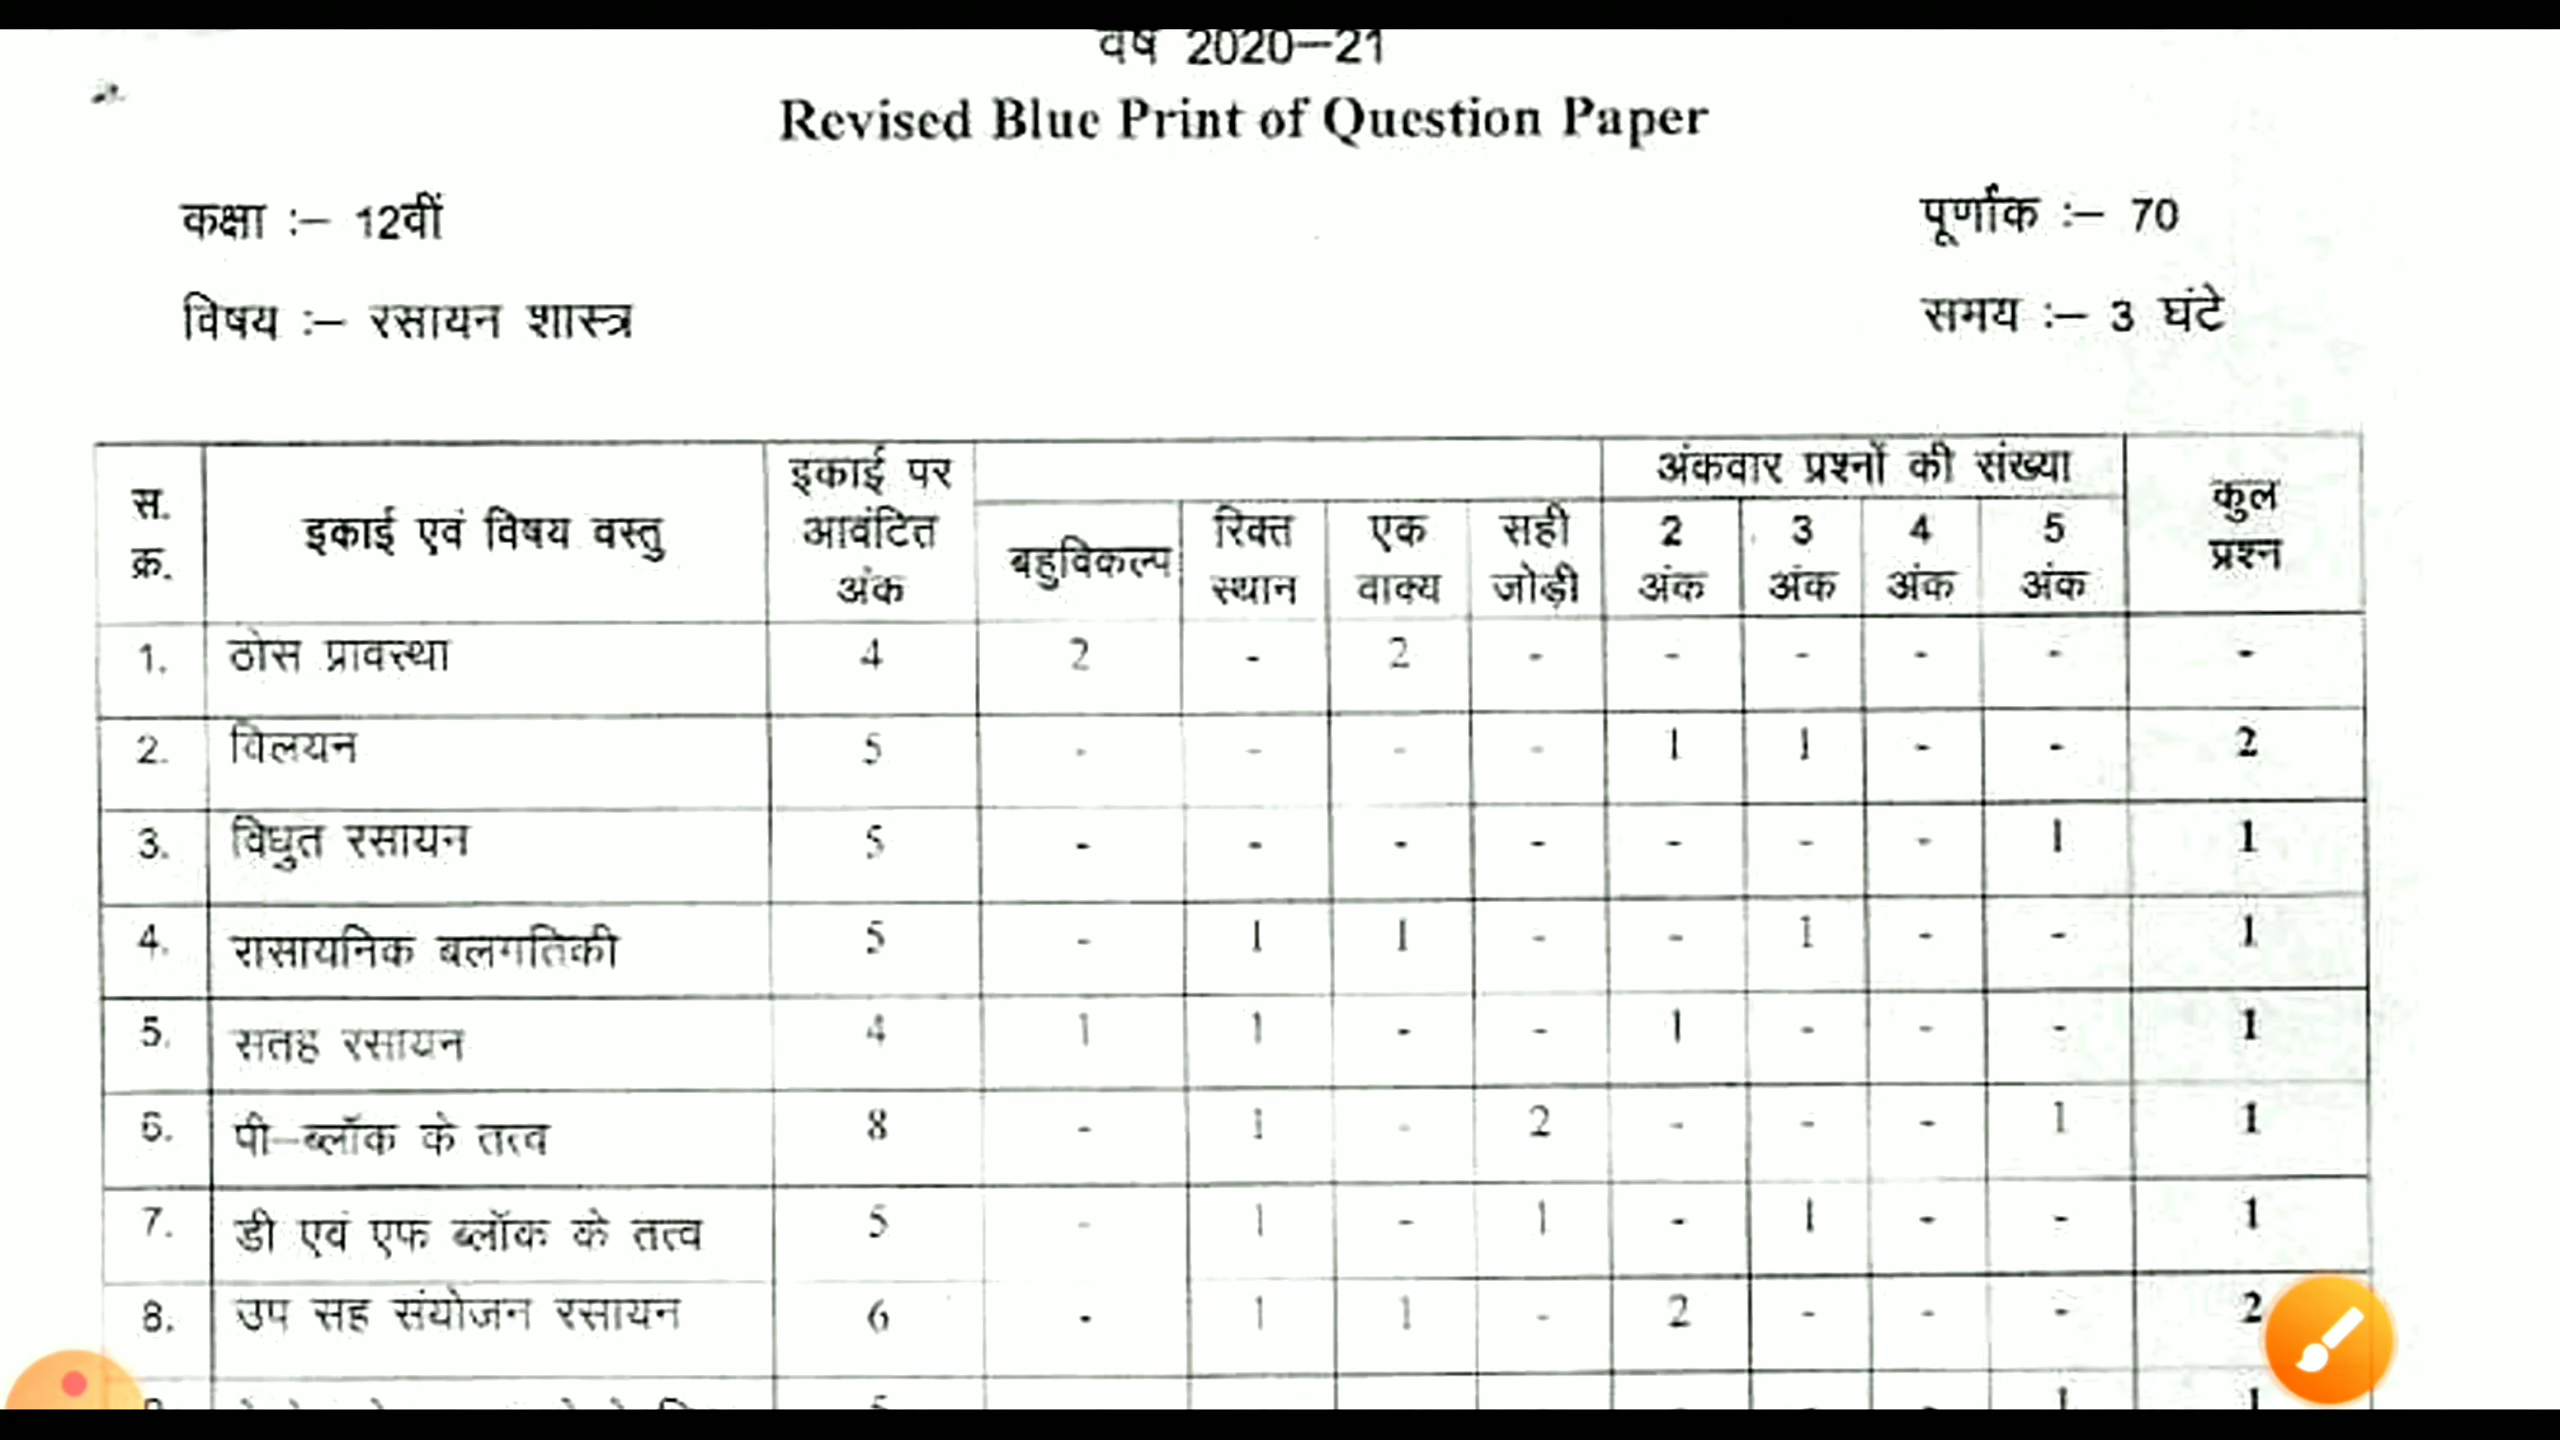 वर्ष 2020–21
Revised Blue Print of Question Paper
कक्षा :– 12वीं
पूर्णांक :– 70
विषय :– रसायन शास्त्र
समय :– 3 घंटे
स. क्र. इकाई एवं विषय वस्तु इकाई पर आवंटित अंक बहुविकल्प रिक्त स्थान एक वाक्य सही जोड़ी अंकवार प्रश्नों की संख्या 2 अंक 3 अंक 4 अंक 5 अंक कुल प्रश्न
1. ठोस प्रावस्था 4 2 - 2 - - - - - -
2. विलयन 5 - - - - 1 1 - - 2
3. विधुत रसायन 5 - - - - - - - 1 1
4. रासायनिक बलगतिकी 5 - 1 1 - - 1 - - 1
5. सतह रसायन 4 1 1 - - 1 - - - 1
6. पी–ब्लॉक के तत्व 8 - 1 - 2 - - - 1 1
7. डी एवं एफ ब्लॉक के तत्व 5 - 1 - 1 - 1 - - 1
8. उप सह संयोजन रसायन 6 - 1 1 - 2 - - - 2